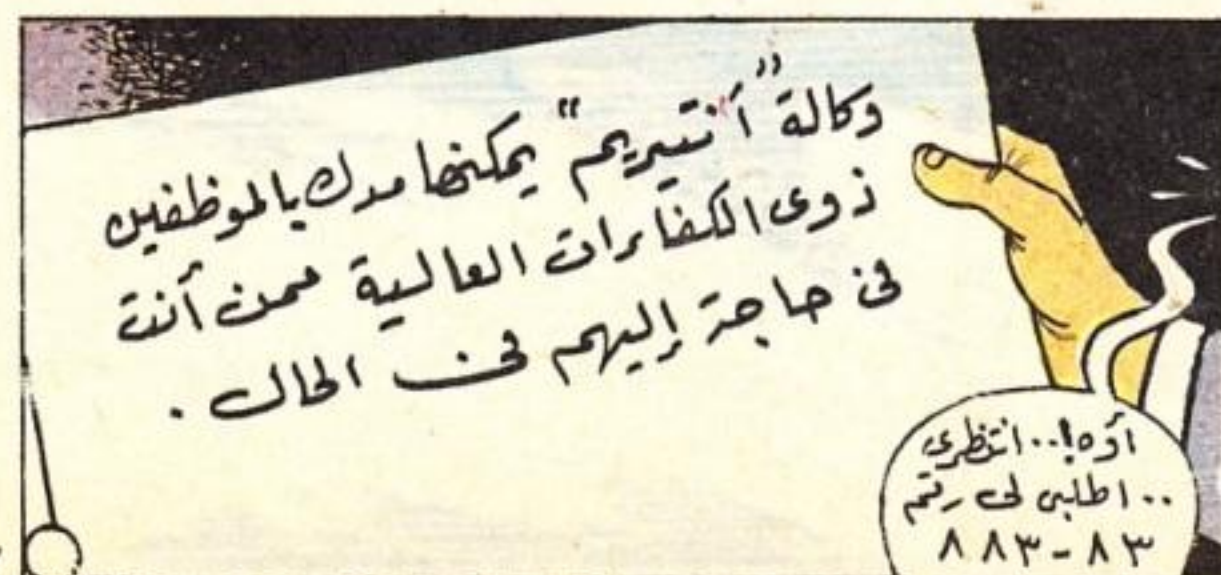 وكالة "أنتيريم" يمكنها مدك بالموظفين
ذوى الكفاءات العالية ممن أنت
فى حاجة إليهم فى الحال .
أوه!.. انتظرى
.. اطلبى لى رقم
٨٨٣-٨٣